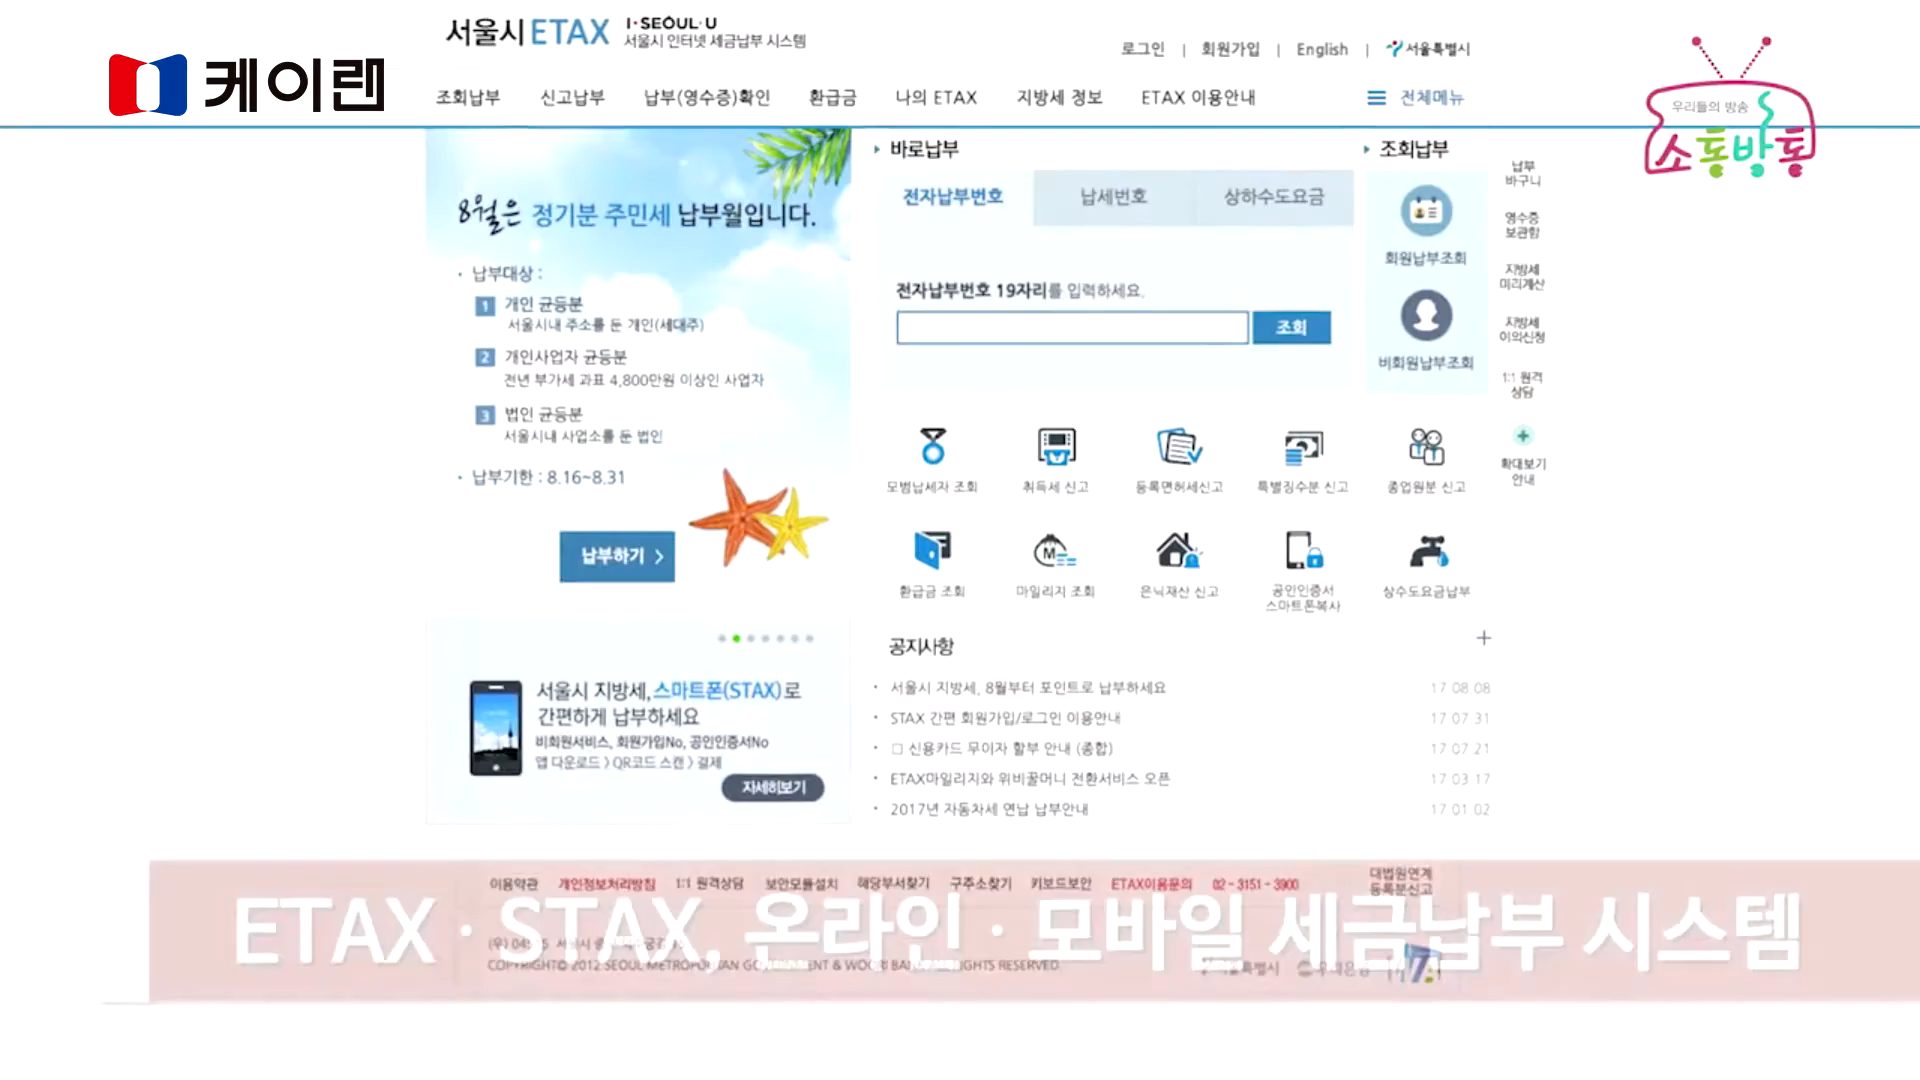 케이랜
서울시 ETAX
I·SEOUL·U
서울시 인터넷 세금납부 시스템
로그인 | 회원가입 | English | 서울특별시
조회납부 신고납부 납부(영수증)확인 환급금 나의 ETAX 지방세 정보 ETAX 이용안내 전체메뉴
우리들의 방송
소통방통
8월은 정기분 주민세 납부월입니다.
· 납부대상 :
1 개인 균등분
서울시내 주소를 둔 개인(세대주)
2 개인사업자 균등분
전년 부가세 과표 4,800만원 이상인 사업자
3 법인 균등분
서울시내 사업소를 둔 법인
· 납부기한 : 8.16~8.31
납부하기 >
바로납부
전자납부번호 납세번호 상하수도요금
전자납부번호 19자리를 입력하세요.
조회
조회납부
회원납부조회
비회원납부조회
납부
바구니
영수증
보관함
지방세
미리계산
지방세
이의신청
1:1 원격
상담
확대보기
안내
모범납세자 조회 취득세 신고 등록면허세신고 특별징수분 신고 종업원분 신고
환급금 조회 마일리지 조회 은닉재산 신고 공인인증서
스마트폰복사 상수도요금납부
서울시 지방세, 스마트폰(STAX)로
간편하게 납부하세요
비회원서비스, 회원가입No, 공인인증서No
앱 다운로드 > QR코드 스캔 > 결제
자세히보기
공지사항
· 서울시 지방세, 8월부터 포인트로 납부하세요 17 08 08
· STAX 간편 회원가입/로그인 이용안내 17 07 31
· □ 신용카드 무이자 할부 안내 (종합) 17 07 21
· ETAX마일리지와 위비꿀머니 전환서비스 오픈 17 03 17
· 2017년 자동차세 연납 납부안내 17 01 02
이용약관 개인정보처리방침 1:1 원격상담 보안모듈설치 해당부서찾기 구주소찾기 키보드보안 ETAX이용문의 02-3151-3900
대법원연계
등록분신고
ETAX · STAX, 온라인 · 모바일 세금납부 시스템
COPYRIGHT© 2012 SEOUL METROPOLITAN GOVERNMENT & WOORI BANK RIGHTS RESERVED